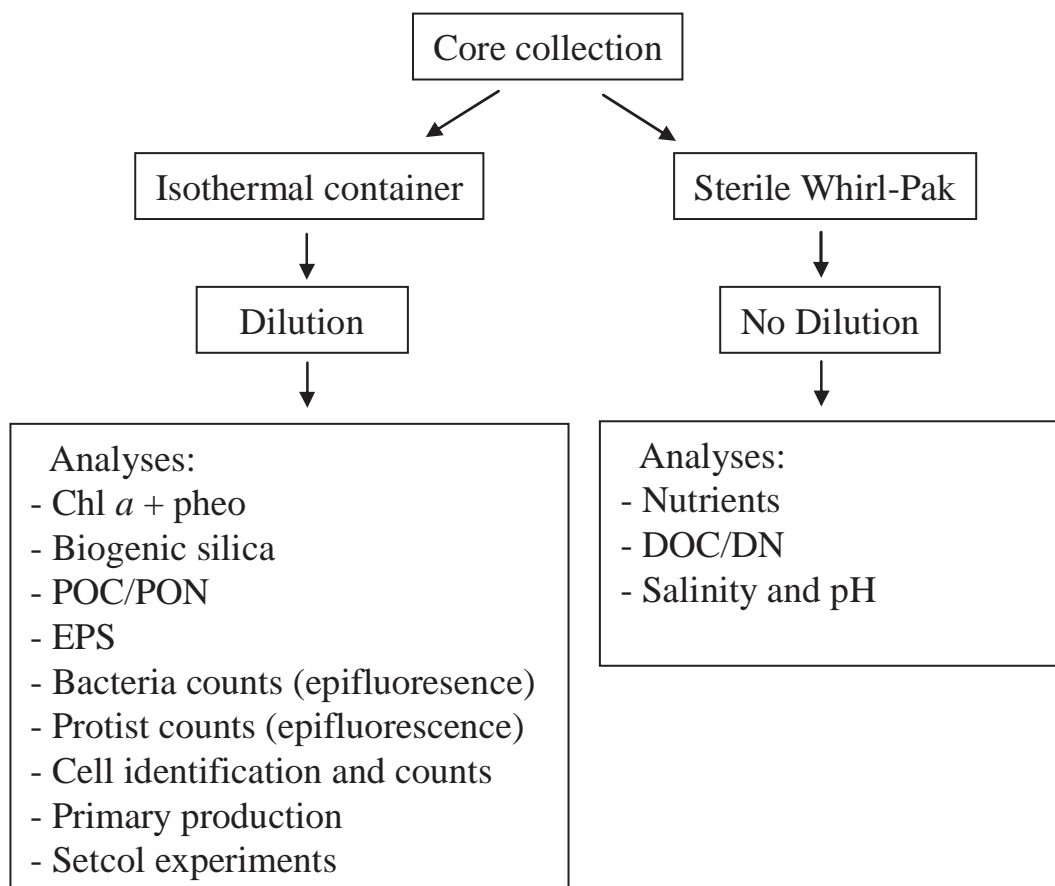 Core collection
Isothermal container
Sterile Whirl-Pak
Dilution
No Dilution
Analyses:
- Chl a + pheo
- Biogenic silica
- POC/PON
- EPS
- Bacteria counts (epifluoresence)
- Protist counts (epifluorescence)
- Cell identification and counts
- Primary production
- Setcol experiments
Analyses:
- Nutrients
- DOC/DN
- Salinity and pH